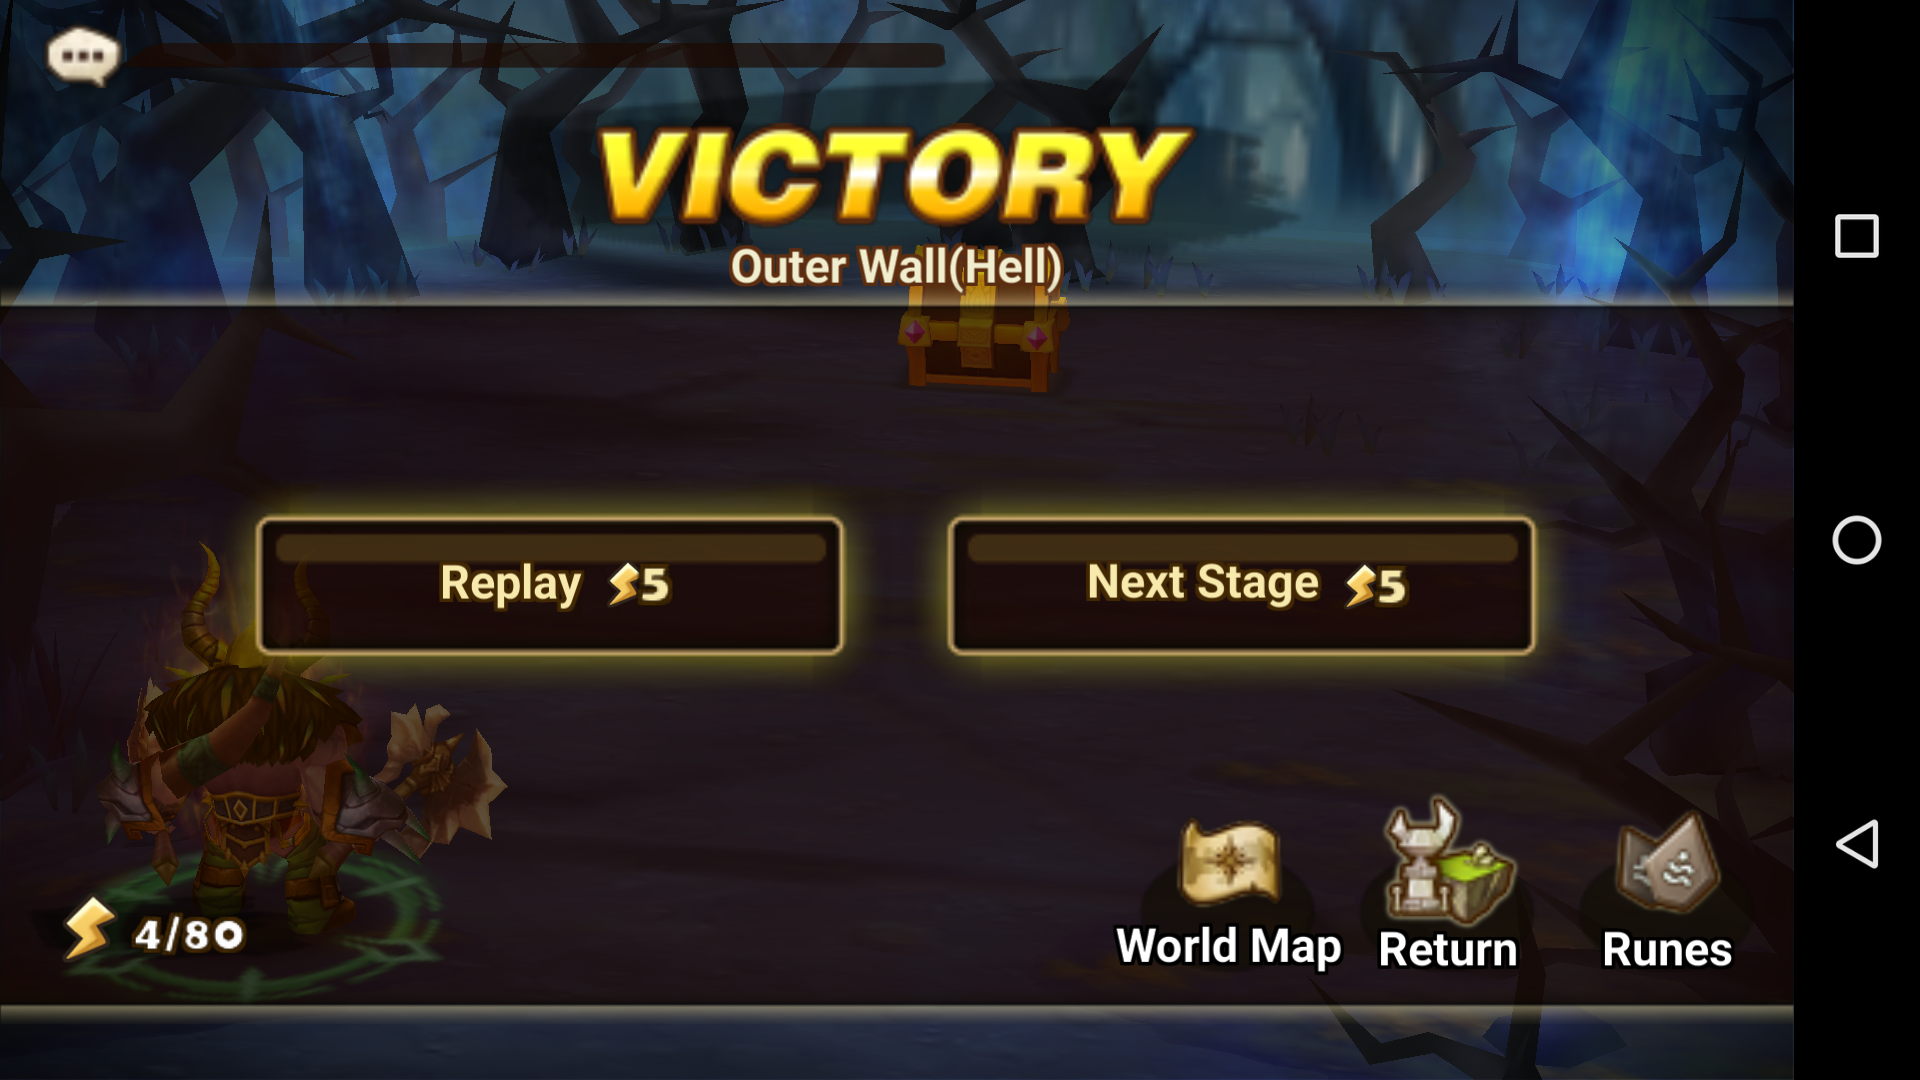 VICTORY
Outer Wall(Hell)
Replay 5
Next Stage 5
4/80
World Map
Return
Runes